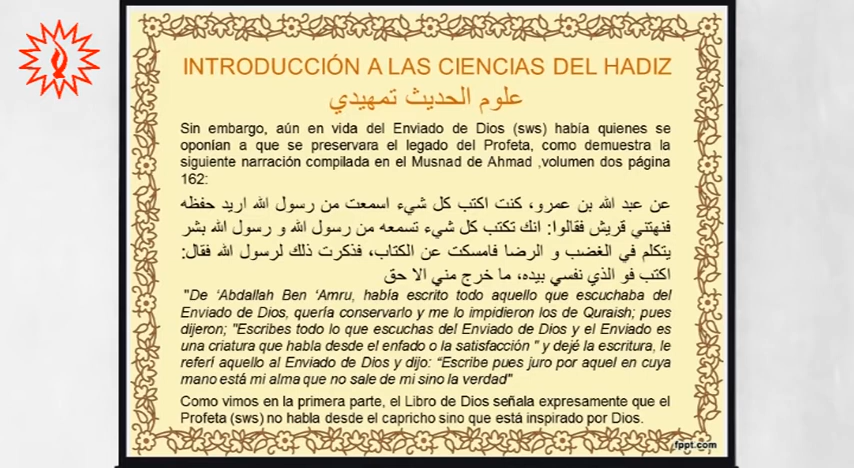 INTRODUCCIÓN A LAS CIENCIAS DEL HADIZ
علوم الحديث تمهيدي
Sin embargo, aún en vida del Enviado de Dios (sws) había quienes se
oponían a que se preservara el legado del Profeta, como demuestra la
siguiente narración compilada en el Musnad de Ahmad ,volumen dos página
162:
عن عبد الله بن عمرو، كنت اكتب كل شيء اسمعت من رسول الله اريد حفظه
فنهتني قريش فقالوا: انك تكتب كل شيء تسمعه من رسول الله و رسول الله بشر
يتكلم في الغضب و الرضا فامسكت عن الكتاب، فذكرت ذلك لرسول الله فقال:
اكتب فو الذي نفسي بيده، ما خرج مني الا حق
"De ‘Abdallah Ben ‘Amru, había escrito todo aquello que escuchaba del
Enviado de Dios, quería conservarlo y me lo impidieron los de Quraish; pues
dijeron; "Escribes todo lo que escuchas del Enviado de Dios y el Enviado es
una criatura que habla desde el enfado o la satisfacción " y dejé la escritura, le
referí aquello al Enviado de Dios y dijo: “Escribe pues juro por aquel en cuya
mano está mi alma que no sale de mi sino la verdad"
Como vimos en la primera parte, el Libro de Dios señala expresamente que el
Profeta (sws) no habla desde el capricho sino que está inspirado por Dios.
fppt.com